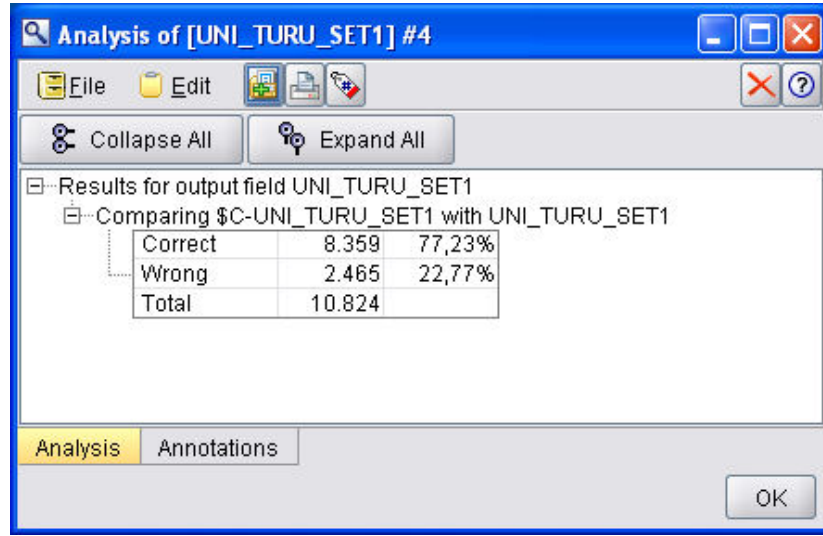 Analysis of [UNI_TURU_SET1] #4
File Edit
Collapse All Expand All
Results for output field UNI_TURU_SET1
Comparing $C-UNI_TURU_SET1 with UNI_TURU_SET1
Correct 8.359 77,23%
Wrong 2.465 22,77%
Total 10.824
Analysis Annotations
OK